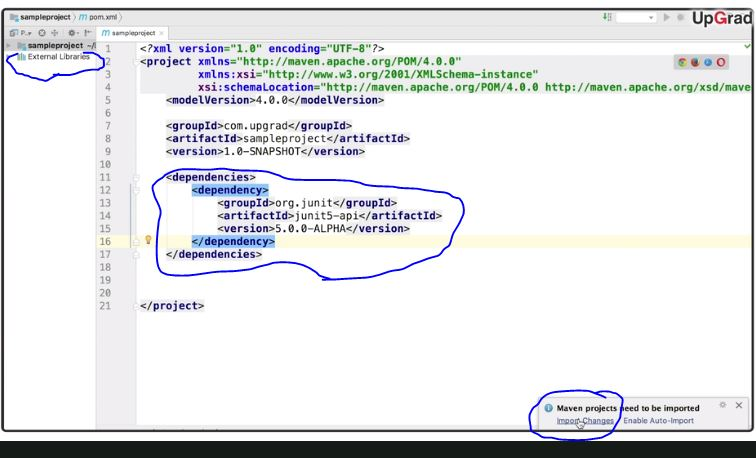 sampleproject pom.xml
UpGrad
P..
sampleproject
sampleproject ~/
External Libraries
1 <?xml version="1.0" encoding="UTF-8"?>
2 <project xmlns="http://maven.apache.org/POM/4.0.0"
3 xmlns:xsi="http://www.w3.org/2001/XMLSchema-instance"
4 xsi:schemaLocation="http://maven.apache.org/POM/4.0.0 http://maven.apache.org/xsd/mave
5 <modelVersion>4.0.0</modelVersion>
6
7 <groupId>com.upgrad</groupId>
8 <artifactId>sampleproject</artifactId>
9 <version>1.0-SNAPSHOT</version>
10
11 <dependencies>
12 <dependency>
13 <groupId>org.junit</groupId>
14 <artifactId>junit5-api</artifactId>
15 <version>5.0.0-ALPHA</version>
16 </dependency>
17 </dependencies>
18
19
20
21 </project>
Maven projects need to be imported
Import Changes Enable Auto-Import